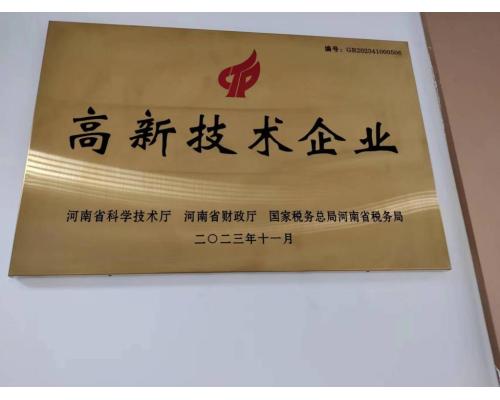 编号:GR202341000506
高新技术企业
河南省科学技术厅 河南省财政厅 国家税务总局河南省税务局
二〇二三年十一月